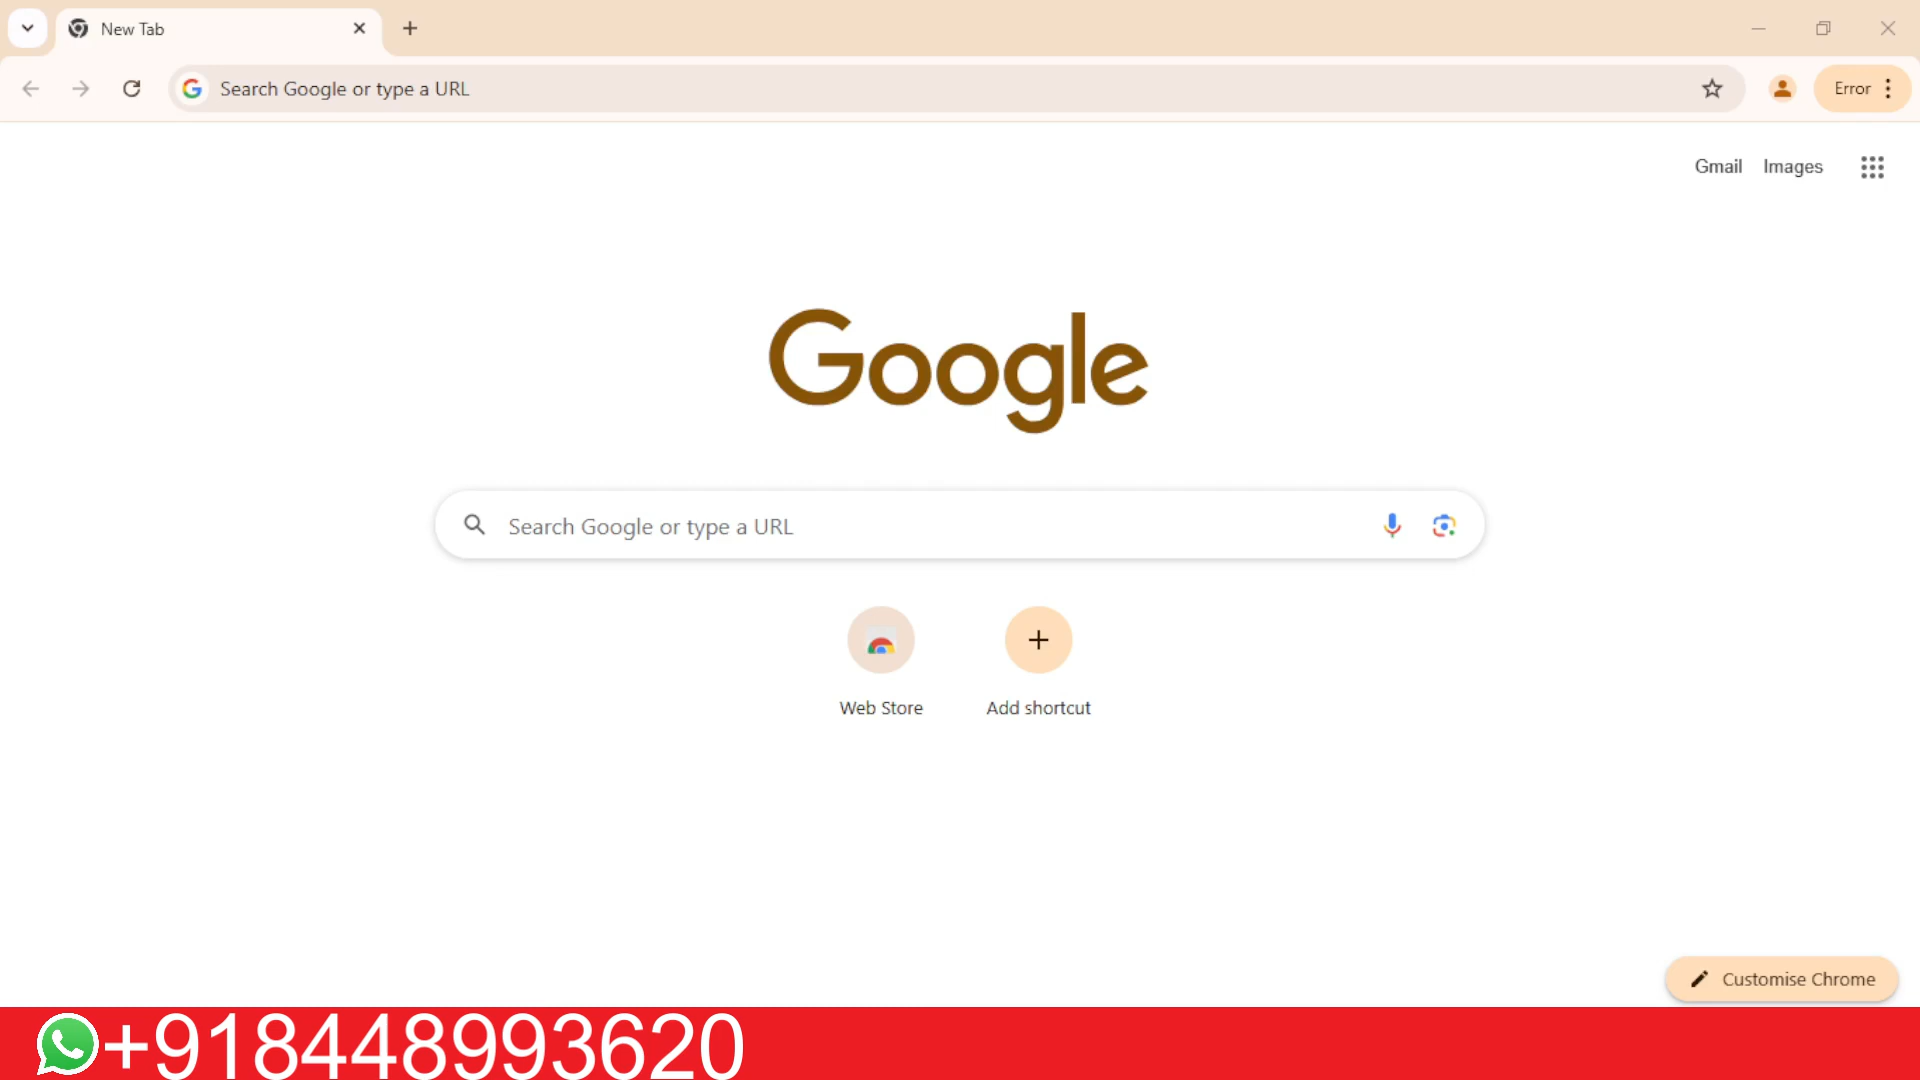 New Tab
Search Google or type a URL
Error
Gmail Images
Google
Search Google or type a URL
Web Store Add shortcut
Customise Chrome
+918448993620